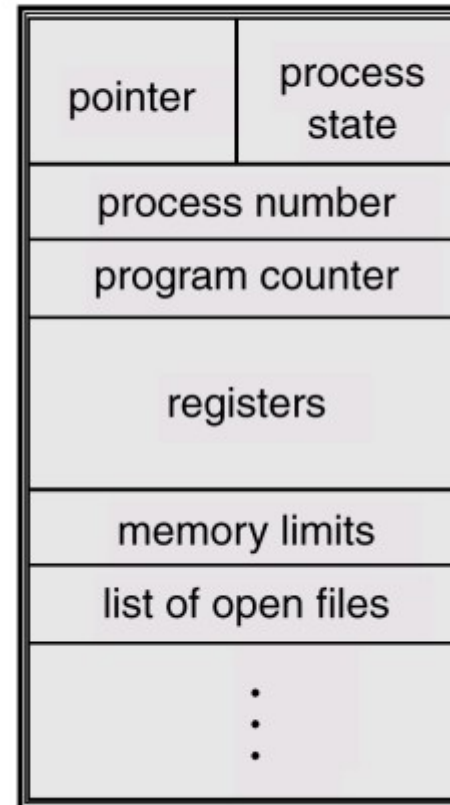 pointer
process
state
process number
program counter
registers
memory limits
list of open files